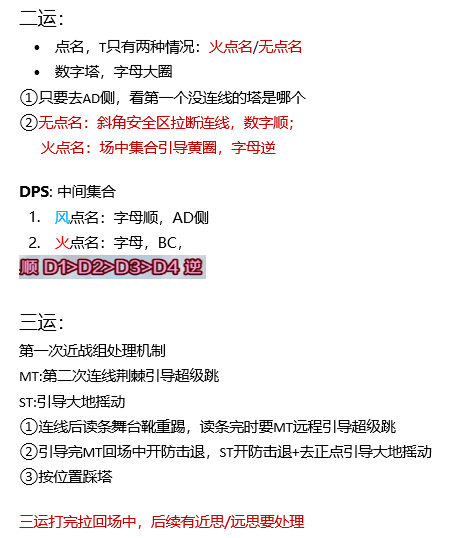 二运：
• 点名，T只有两种情况：火点名/无点名
• 数字塔，字母大圈
①只要去AD侧，看第一个没连线的塔是哪个
②无点名：斜角安全区拉断连线，数字顺；
火点名：场中集合引导黄圈，字母逆
DPS: 中间集合
1. 风点名：字母顺，AD侧
2. 火点名：字母，BC，
顺 D1>D2>D3>D4 逆
三运：
第一次近战组处理机制
MT:第二次连线荆棘引导超级跳
ST:引导大地摇动
①连线后读条舞台靴重踢，读条完时要MT远程引导超级跳
②引导完MT回场中开防击退，ST开防击退+去正点引导大地摇动
③按位置踩塔
三运打完拉回场中，后续有近思/远思要处理